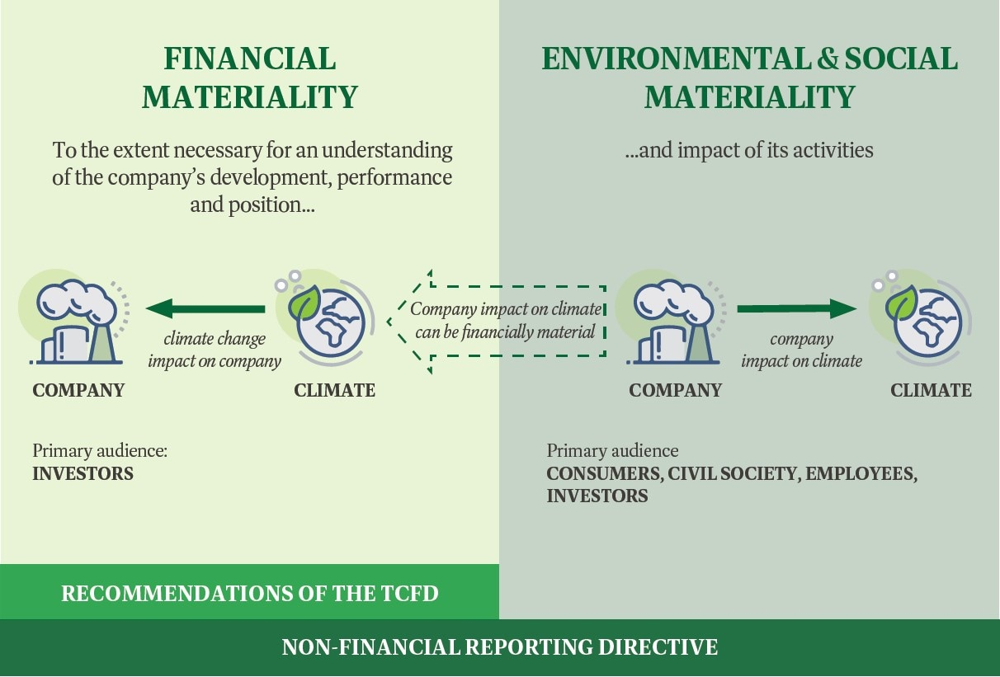 FINANCIAL
MATERIALITY
To the extent necessary for an understanding
of the company’s development, performance
and position...
climate change
impact on company
COMPANY
CLIMATE
Primary audience:
INVESTORS
Company impact on climate
can be financially material
ENVIRONMENTAL & SOCIAL
MATERIALITY
...and impact of its activities
company
impact on climate
COMPANY
CLIMATE
Primary audience
CONSUMERS, CIVIL SOCIETY, EMPLOYEES,
INVESTORS
RECOMMENDATIONS OF THE TCFD
NON-FINANCIAL REPORTING DIRECTIVE